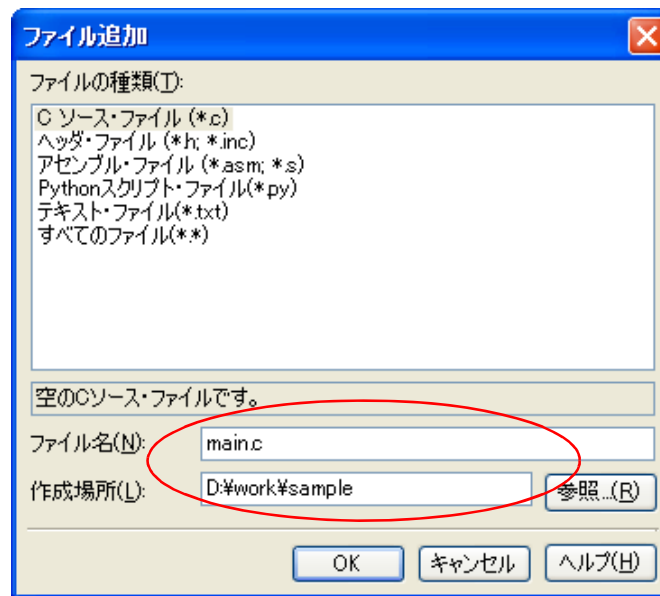 ファイル追加
ファイルの種類(T):
C ソース・ファイル (*.c)
ヘッダ・ファイル (*.h; *.inc)
アセンブル・ファイル (*.asm; *.s)
Pythonスクリプト・ファイル(*.py)
テキスト・ファイル(*.txt)
すべてのファイル(*.*)
空のCソース・ファイルです。
ファイル名(N): main.c
作成場所(L): D:¥work¥sample 参照...(R)
OK キャンセル ヘルプ(H)